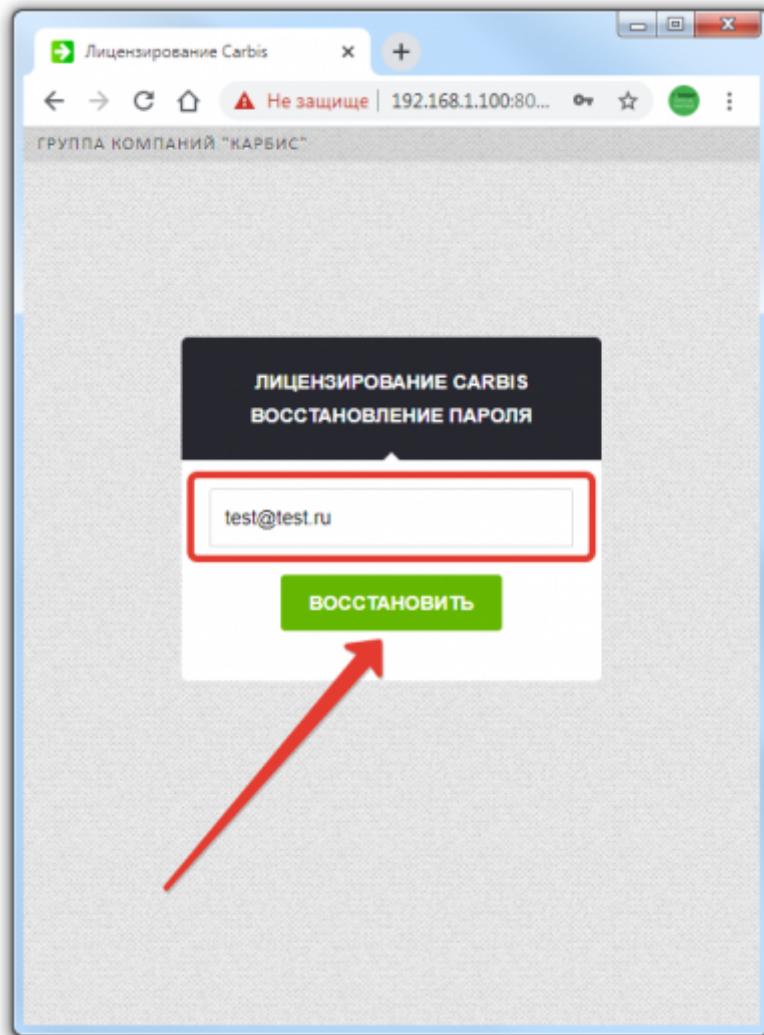 Лицензирование Carbis
Не защище 192.168.1.100:80...
ГРУППА КОМПАНИЙ "КАРБИС"
ЛИЦЕНЗИРОВАНИЕ CARBIS
ВОССТАНОВЛЕНИЕ ПАРОЛЯ
test@test.ru
ВОССТАНОВИТЬ